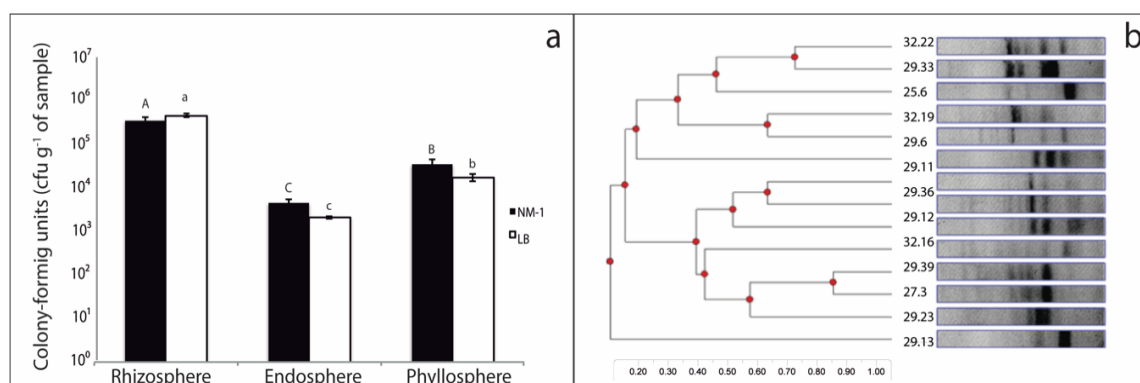 a
10⁷
10⁶
10⁵
10⁴
10³
10²
10¹
10⁰
Colony-formig units (cfu g⁻¹ of sample)
A
a
C
c
B
b
NM-1
LB
Rhizosphere
Endosphere
Phyllosphere
b
32.22
29.33
25.6
32.19
29.6
29.11
29.36
29.12
32.16
29.39
27.3
29.23
29.13
0.20 0.30 0.40 0.50 0.60 0.70 0.80 0.90 1.00